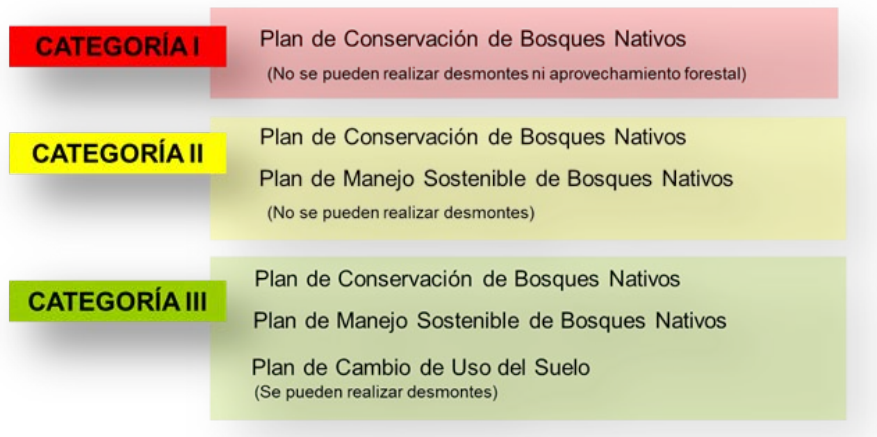 CATEGORÍA I
Plan de Conservación de Bosques Nativos
(No se pueden realizar desmontes ni aprovechamiento forestal)
CATEGORÍA II
Plan de Conservación de Bosques Nativos
Plan de Manejo Sostenible de Bosques Nativos
(No se pueden realizar desmontes)
CATEGORÍA III
Plan de Conservación de Bosques Nativos
Plan de Manejo Sostenible de Bosques Nativos
Plan de Cambio de Uso del Suelo
(Se pueden realizar desmontes)